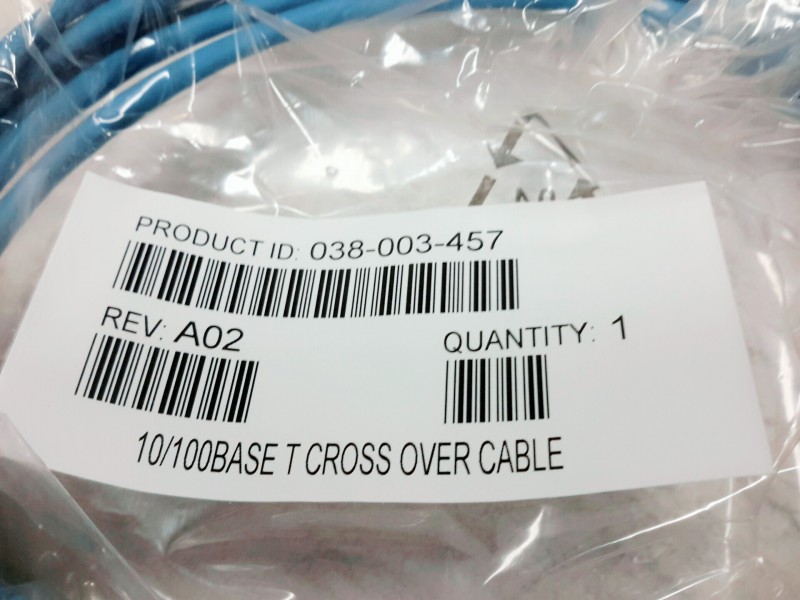 PRODUCT ID: 038-003-457
REV: A02
QUANTITY: 1
10/100BASE T CROSS OVER CABLE